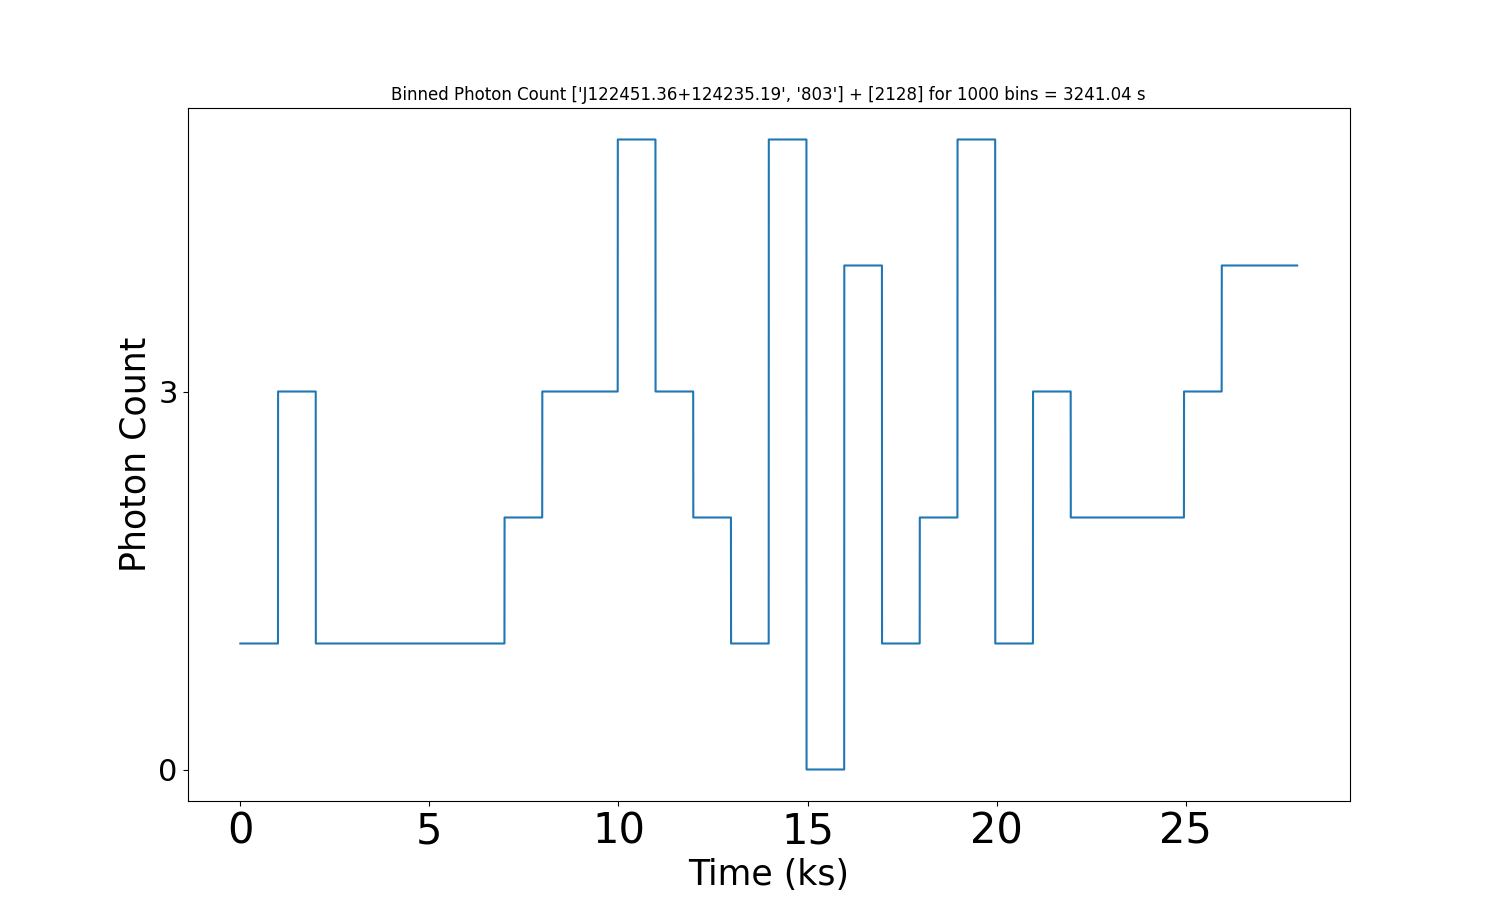 Binned Photon Count ['J122451.36+124235.19', '803'] + [2128] for 1000 bins = 3241.04 s
Photon Count
3
0
0 5 10 15 20 25
Time (ks)